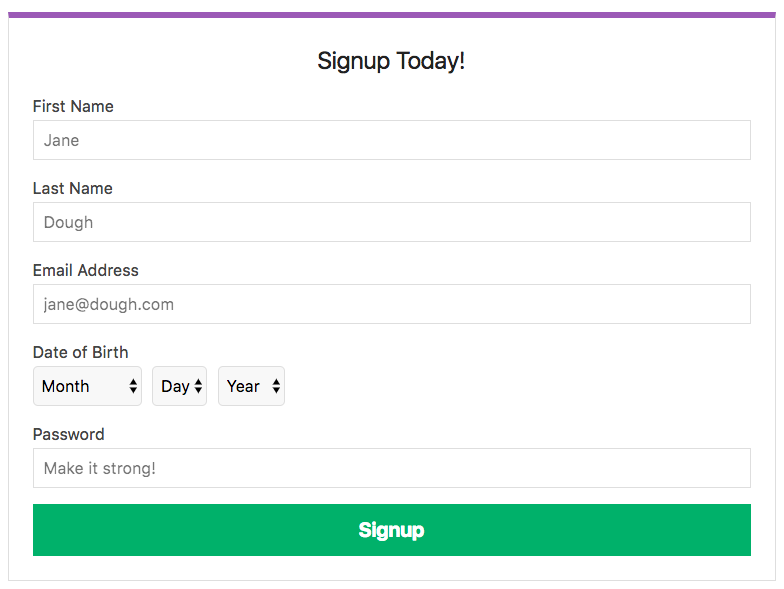 Signup Today!
First Name
Jane
Last Name
Dough
Email Address
jane@dough.com
Date of Birth
Month Day Year
Password
Make it strong!
Signup